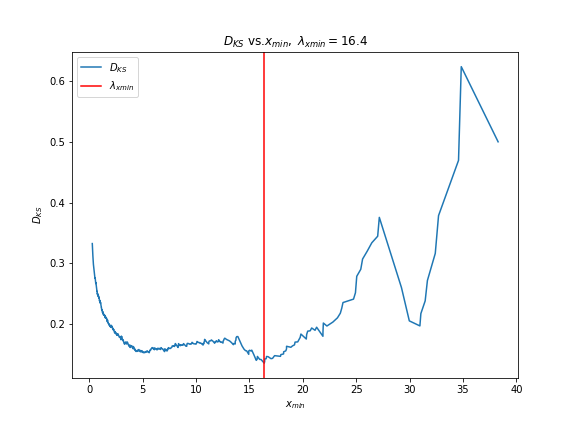 D_KS vs.x_min, λ_xmin = 16.4
D_KS
λ_xmin
0.6
0.5
0.4
0.3
0.2
D_KS
0 5 10 15 20 25 30 35 40
x_min